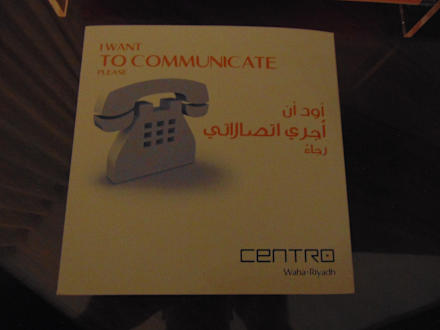 I WANT
TO COMMUNICATE
PLEASE
أود أن
أجري اتصالاتي
رجاءً
CENTRO
Waha-Riyadh